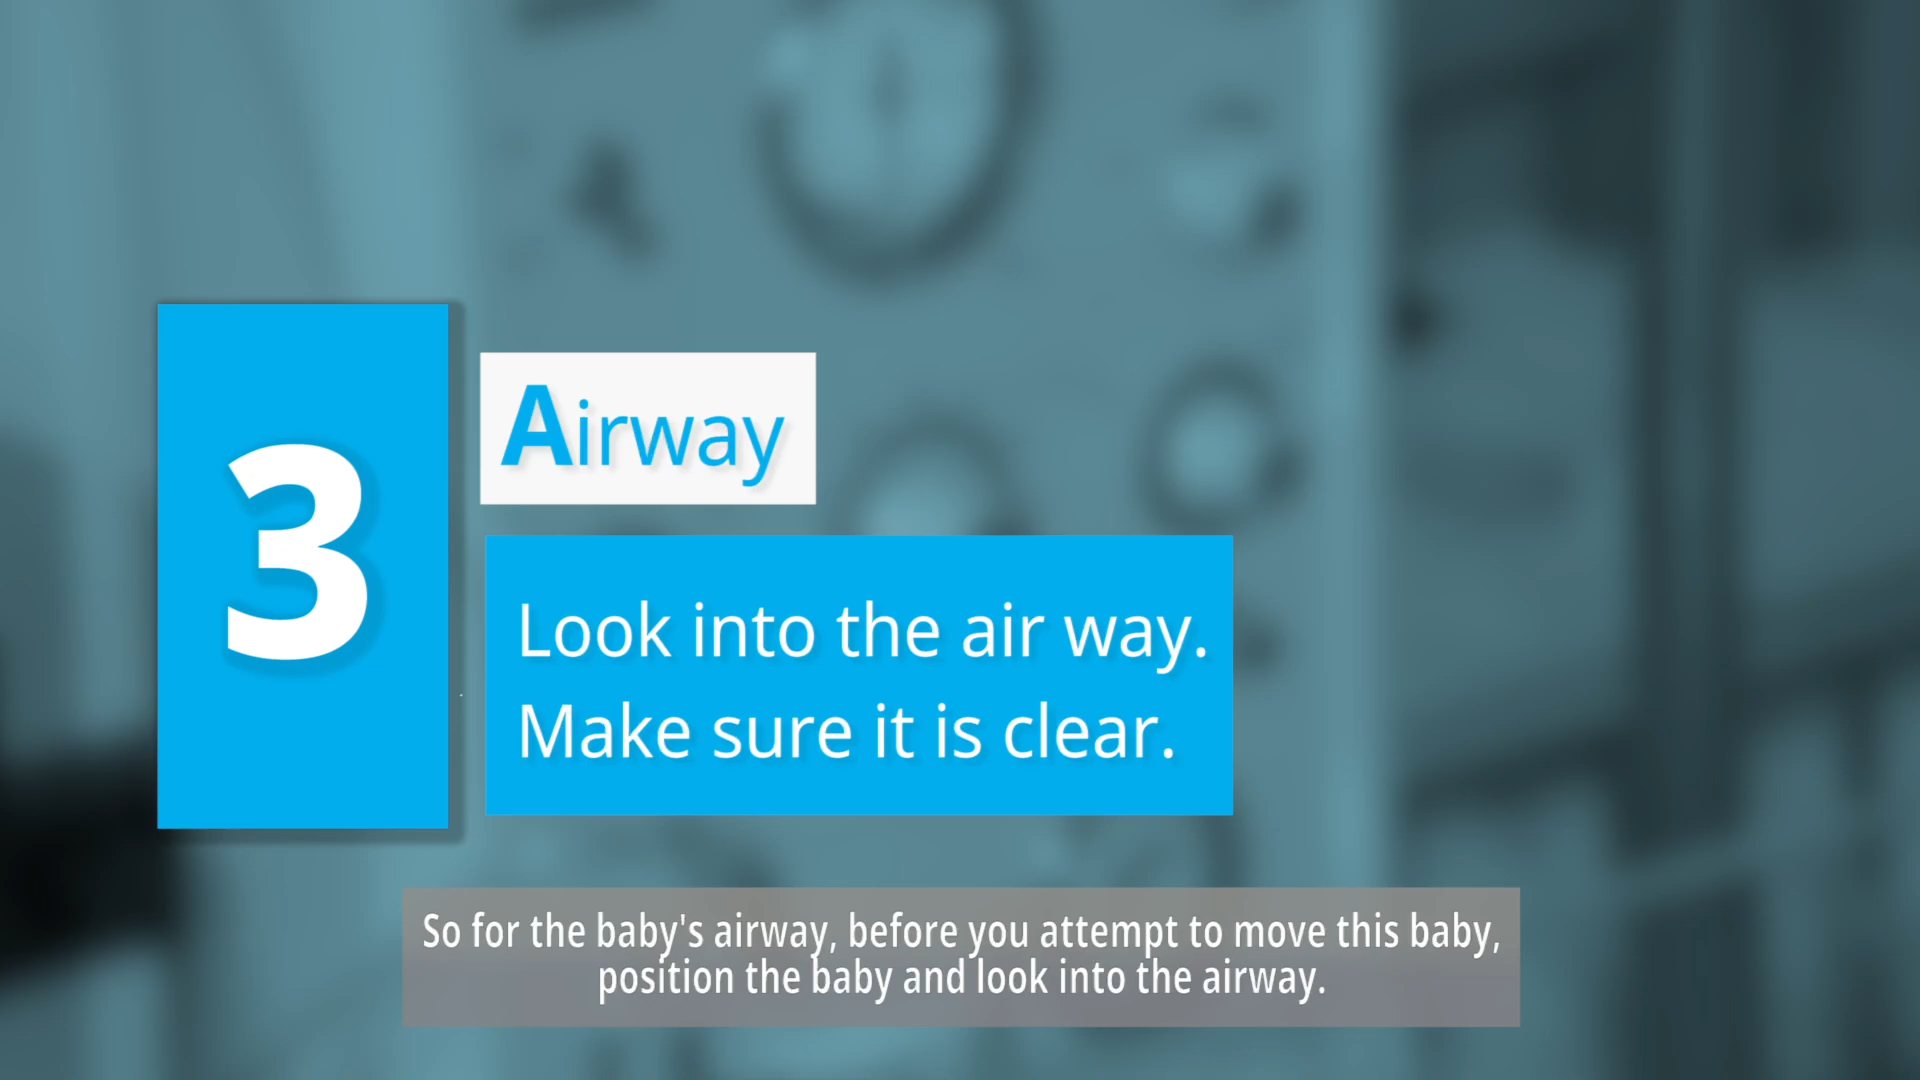 3
Airway
Look into the air way.
Make sure it is clear.
So for the baby's airway, before you attempt to move this baby,
position the baby and look into the airway.